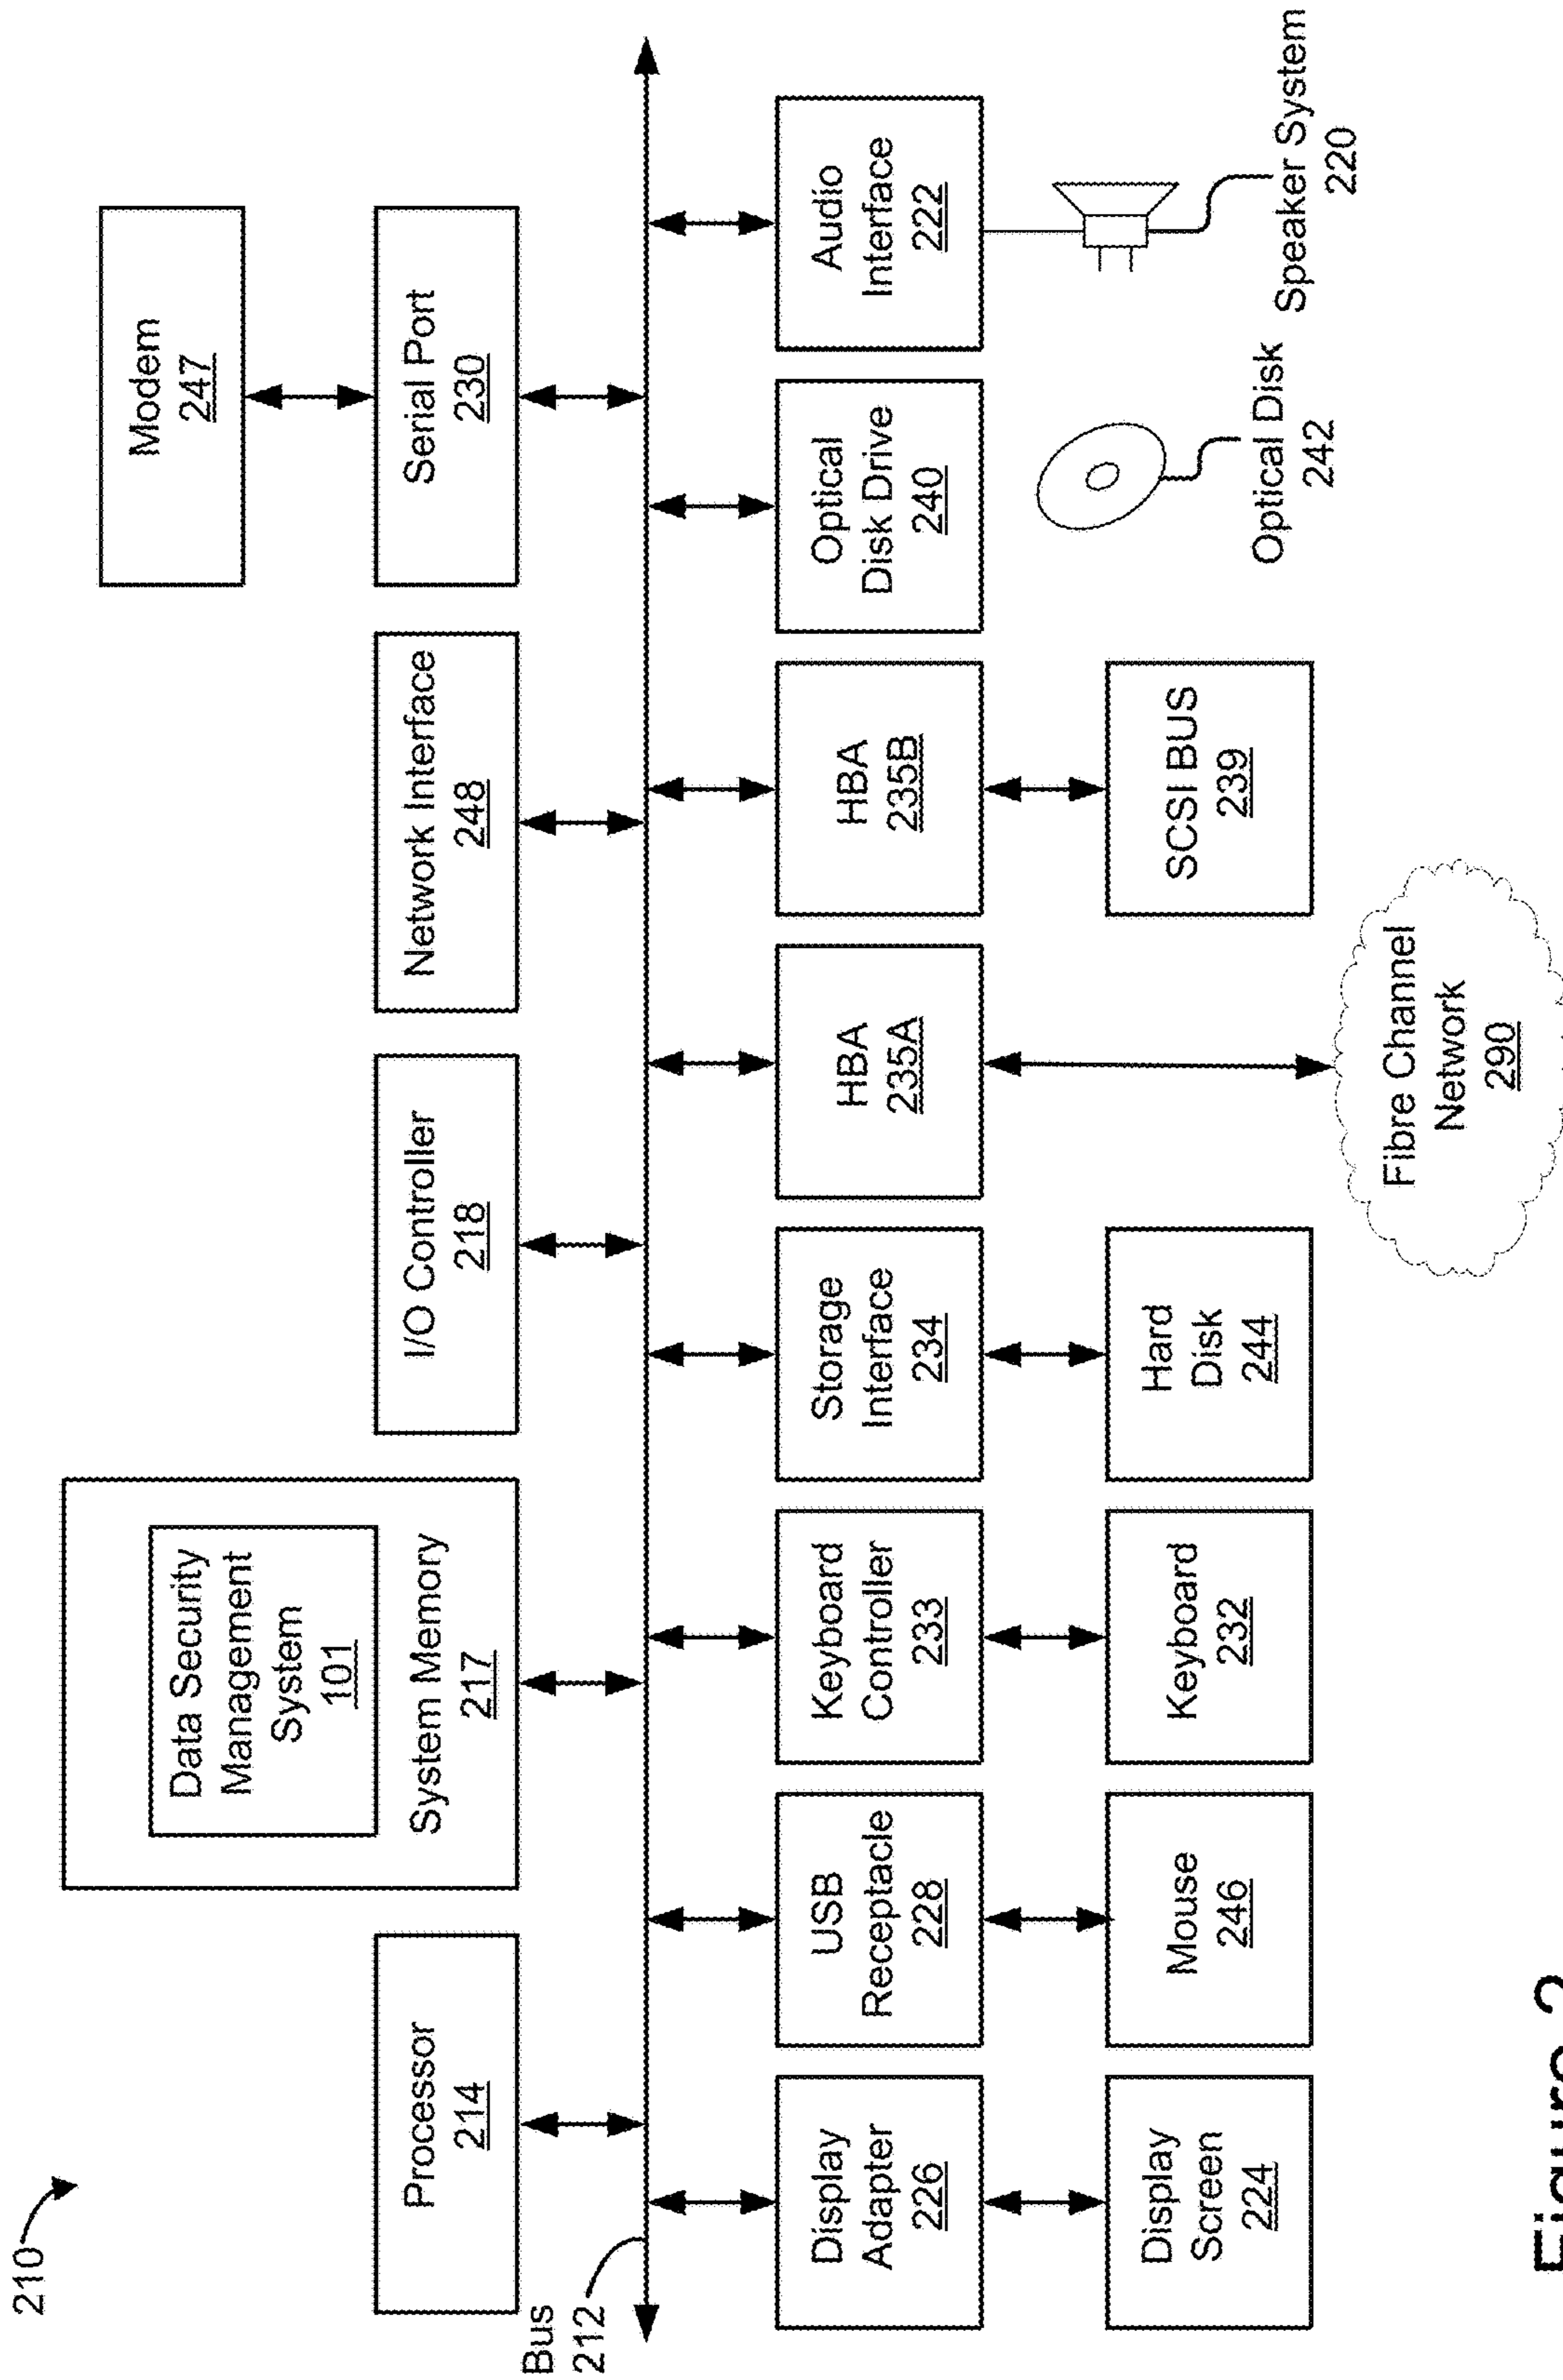 210
Processor
214
Data Security
Management
System
101
System Memory
217
I/O Controller
218
Network Interface
248
Modem
247
Serial Port
230
Bus
212
Display
Adapter
226
USB
Receptacle
228
Keyboard
Controller
233
Storage
Interface
234
HBA
235A
HBA
235B
Optical
Disk Drive
240
Audio
Interface
222
Display
Screen
224
Mouse
246
Keyboard
232
Hard
Disk
244
Fibre Channel
Network
290
SCSI BUS
239
Optical Disk
242
Speaker System
220
Figure 2